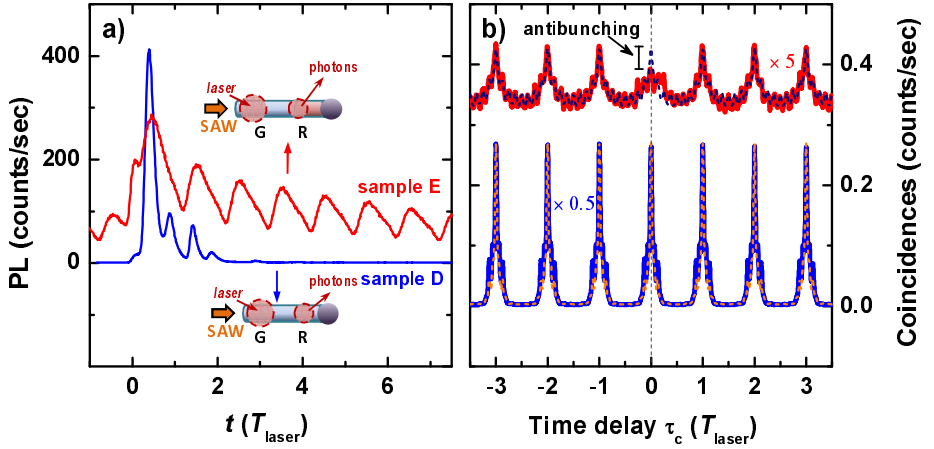 a)
400
200
0
PL (counts/sec)
0
2
4
6
t (T_laser)
laser
photons
SAW
G
R
sample E
sample D
laser
photons
SAW
G
R
b)
antibunching
× 5
× 0.5
0.4
0.2
0.0
Coincidences (counts/sec)
-3
-2
-1
0
1
2
3
Time delay τ_c (T_laser)